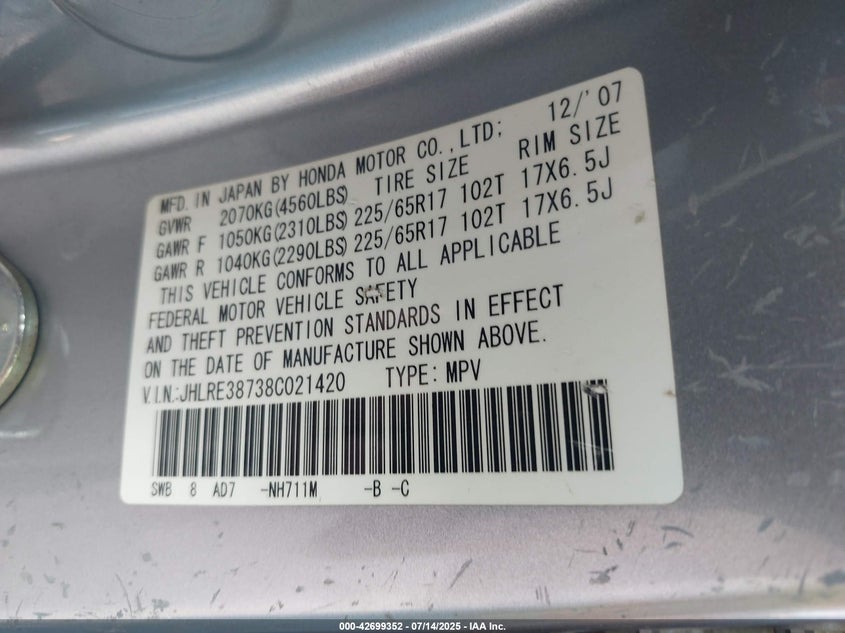 MFD. IN JAPAN BY HONDA MOTOR CO.,LTD; 12/'07
GVWR 2070KG(4560LBS) TIRE SIZE RIM SIZE
GAWR F 1050KG(2310LBS) 225/65R17 102T 17X6.5J
GAWR R 1040KG(2290LBS) 225/65R17 102T 17X6.5J
THIS VEHICLE CONFORMS TO ALL APPLICABLE
FEDERAL MOTOR VEHICLE SAFETY
AND THEFT PREVENTION STANDARDS IN EFFECT
ON THE DATE OF MANUFACTURE SHOWN ABOVE.
V.I.N.:JHLRE38738C021420 TYPE: MPV
SWB 8 AD7 -NH711M -B -C
000-42699352 - 07/14/2025 - IAA Inc.